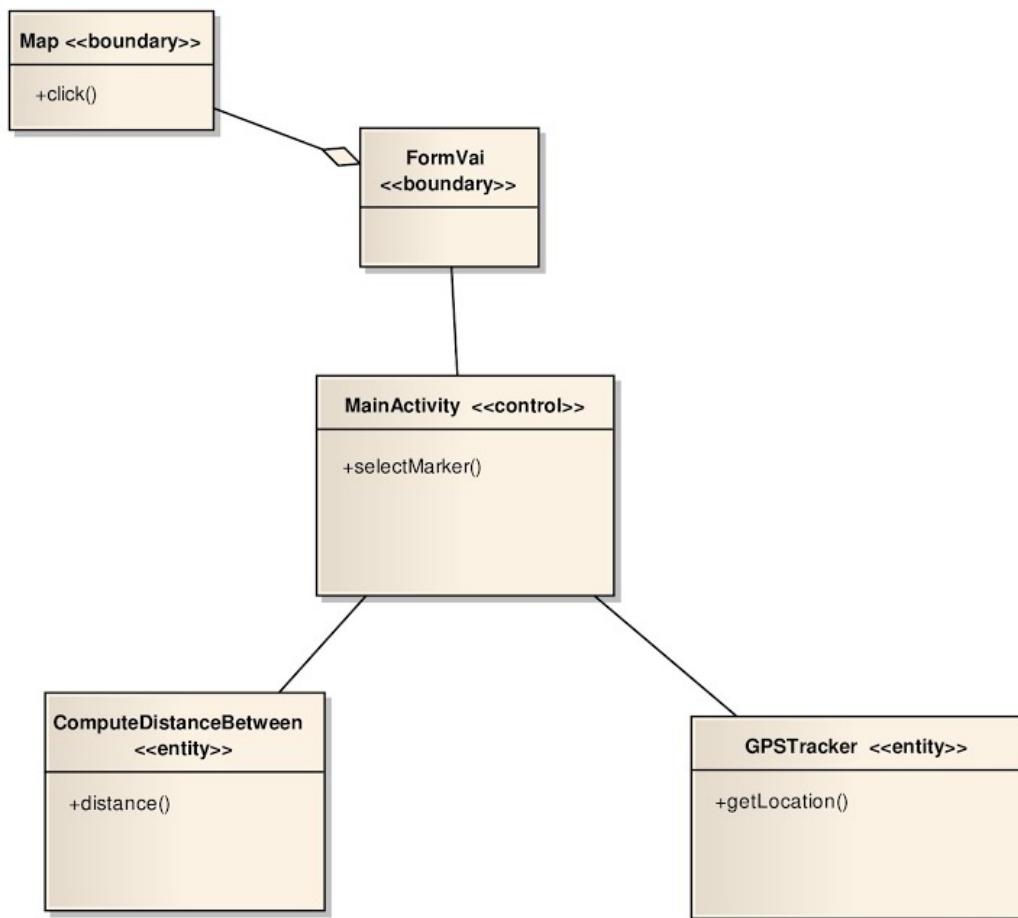 Map <<boundary>>
+click()
FormVai
<<boundary>>
MainActivity <<control>>
+selectMarker()
ComputeDistanceBetween
<<entity>>
+distance()
GPSTracker <<entity>>
+getLocation()